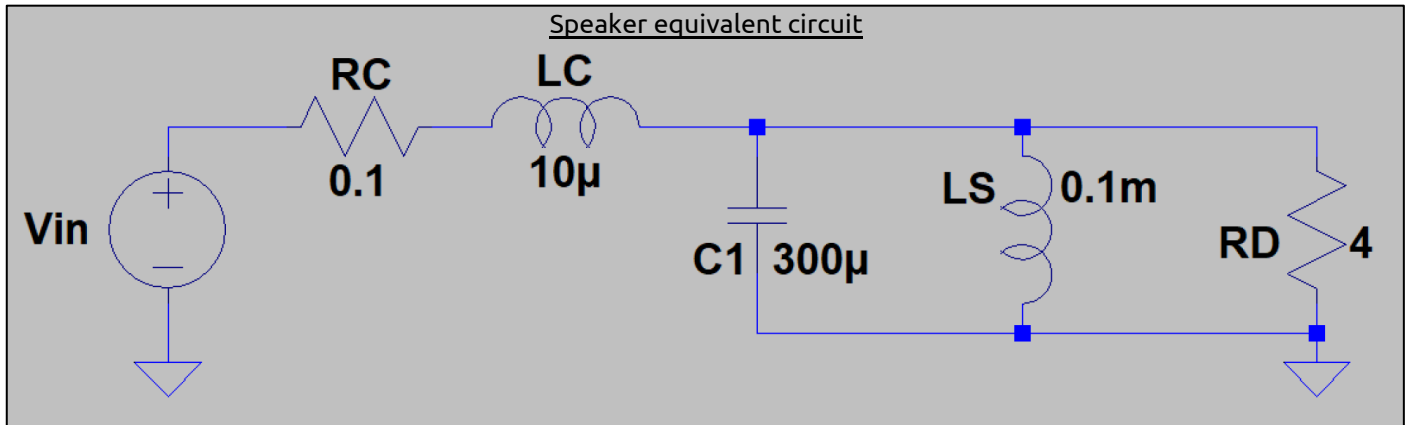 Speaker equivalent circuit
RC
LC
0.1
10µ
Vin
LS
0.1m
C1
300µ
RD
4